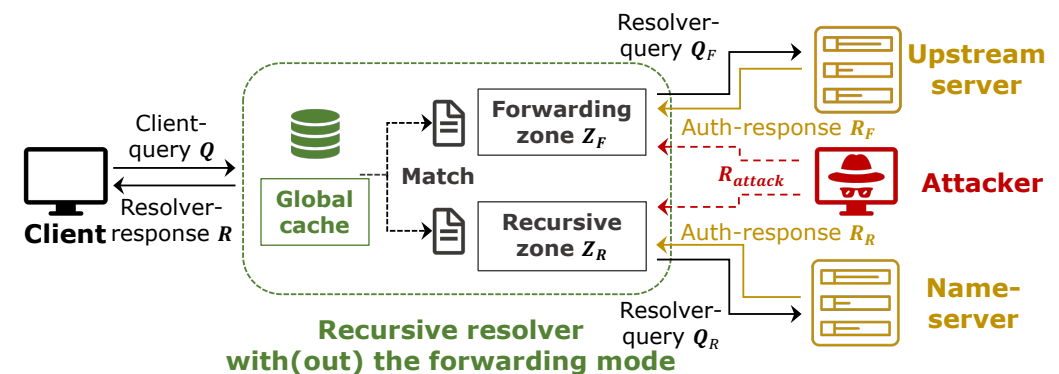 Client-
query Q
Resolver-
response R
Client
Global
cache
Match
Forwarding
zone Z_F
Recursive
zone Z_R
Recursive resolver
with(out) the forwarding mode
Resolver-
query Q_F
Auth-response R_F
R_attack
Auth-response R_R
Resolver-
query Q_R
Upstream
server
Attacker
Name-
server